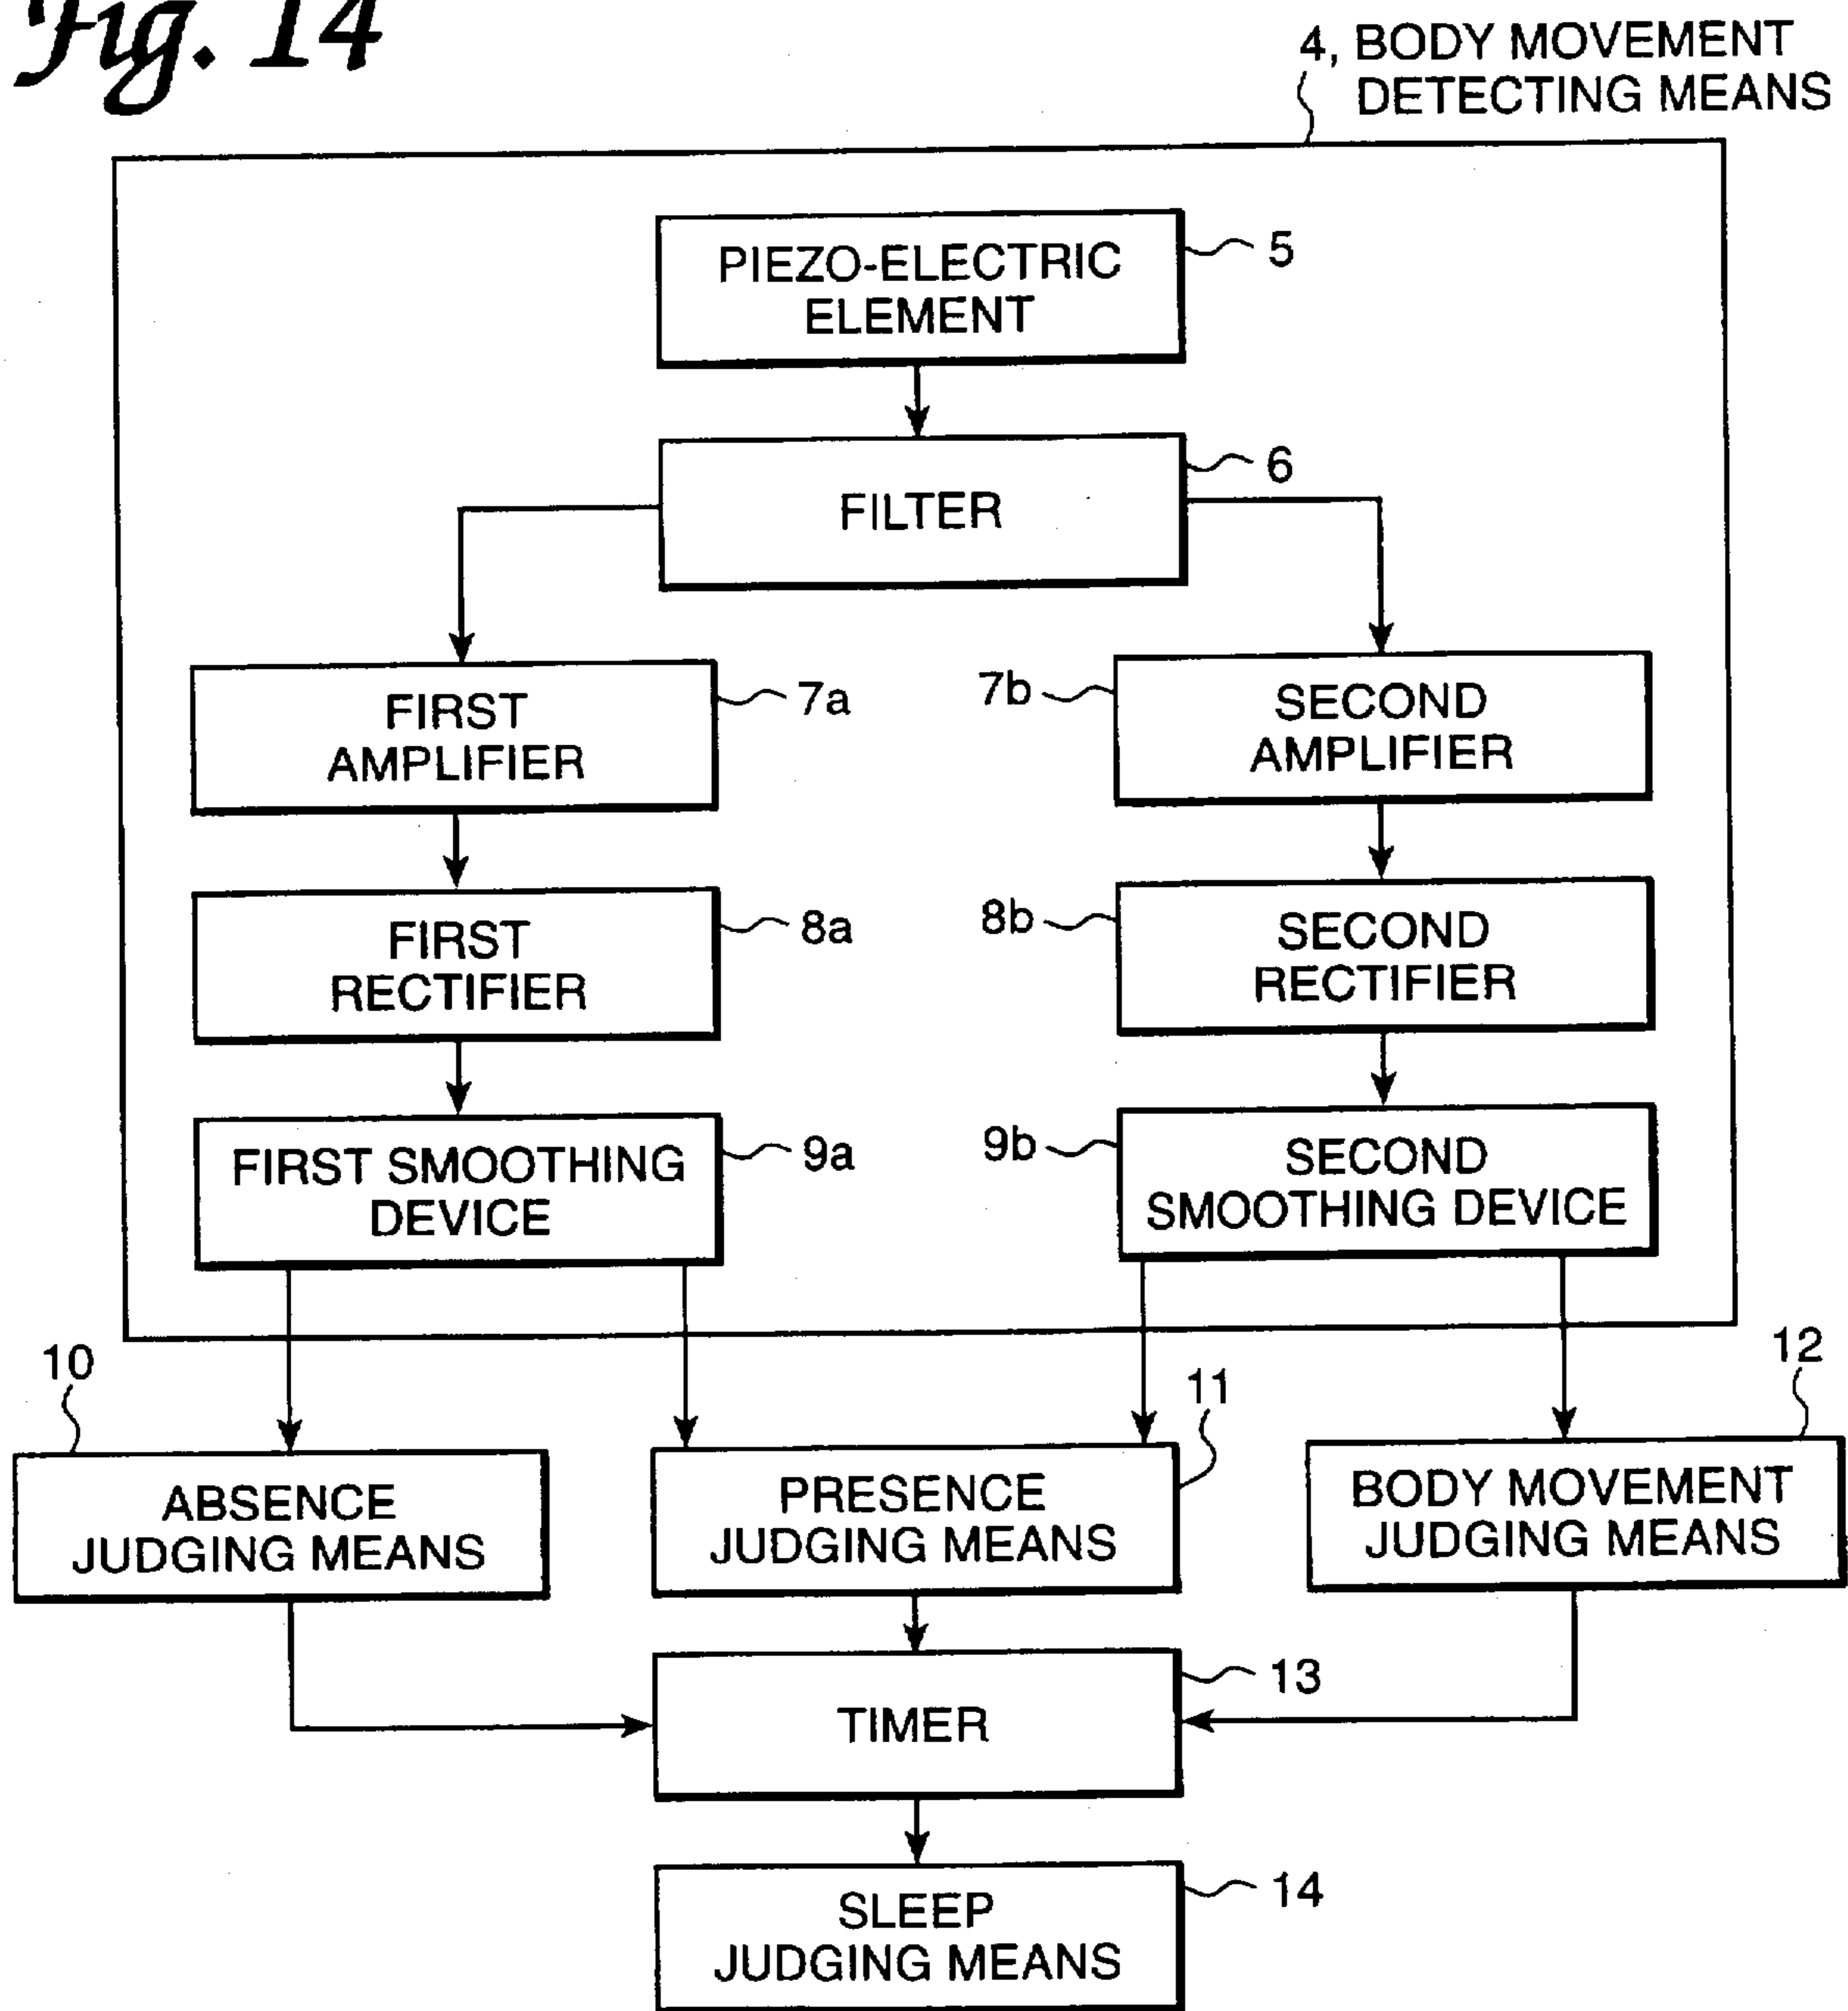 Fig. 14
4, BODY MOVEMENT
DETECTING MEANS
PIEZO-ELECTRIC
ELEMENT
5
FILTER
6
FIRST
AMPLIFIER
7a
7b
SECOND
AMPLIFIER
FIRST
RECTIFIER
8a
8b
SECOND
RECTIFIER
FIRST SMOOTHING
DEVICE
9a
9b
SECOND
SMOOTHING DEVICE
10
11
12
ABSENCE
JUDGING MEANS
PRESENCE
JUDGING MEANS
BODY MOVEMENT
JUDGING MEANS
TIMER
13
SLEEP
JUDGING MEANS
14